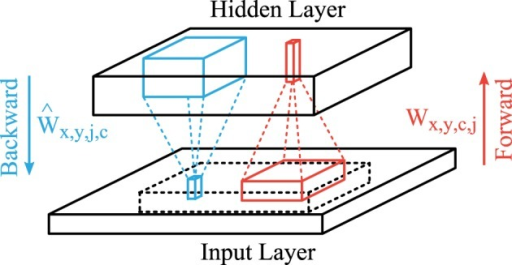 Hidden Layer
Backward
Ŵx,y,j,c
Wx,y,c,j
Forward
Input Layer